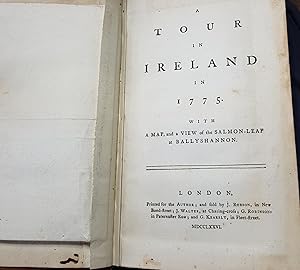 A
TOUR
IN
IRELAND
IN
1775.
WITH
A MAP, and a VIEW of the SALMON-LEAP
at BALLYSHANNON.
LONDON,
Printed for the AUTHOR; and sold by J. ROBSON, in New
Bond-street; J. WALTER, at Charing-cross; G. ROBINSON,
in Paternoster Row; and G. KEARSLY, in Fleet-street.
MDCCLXXVI.